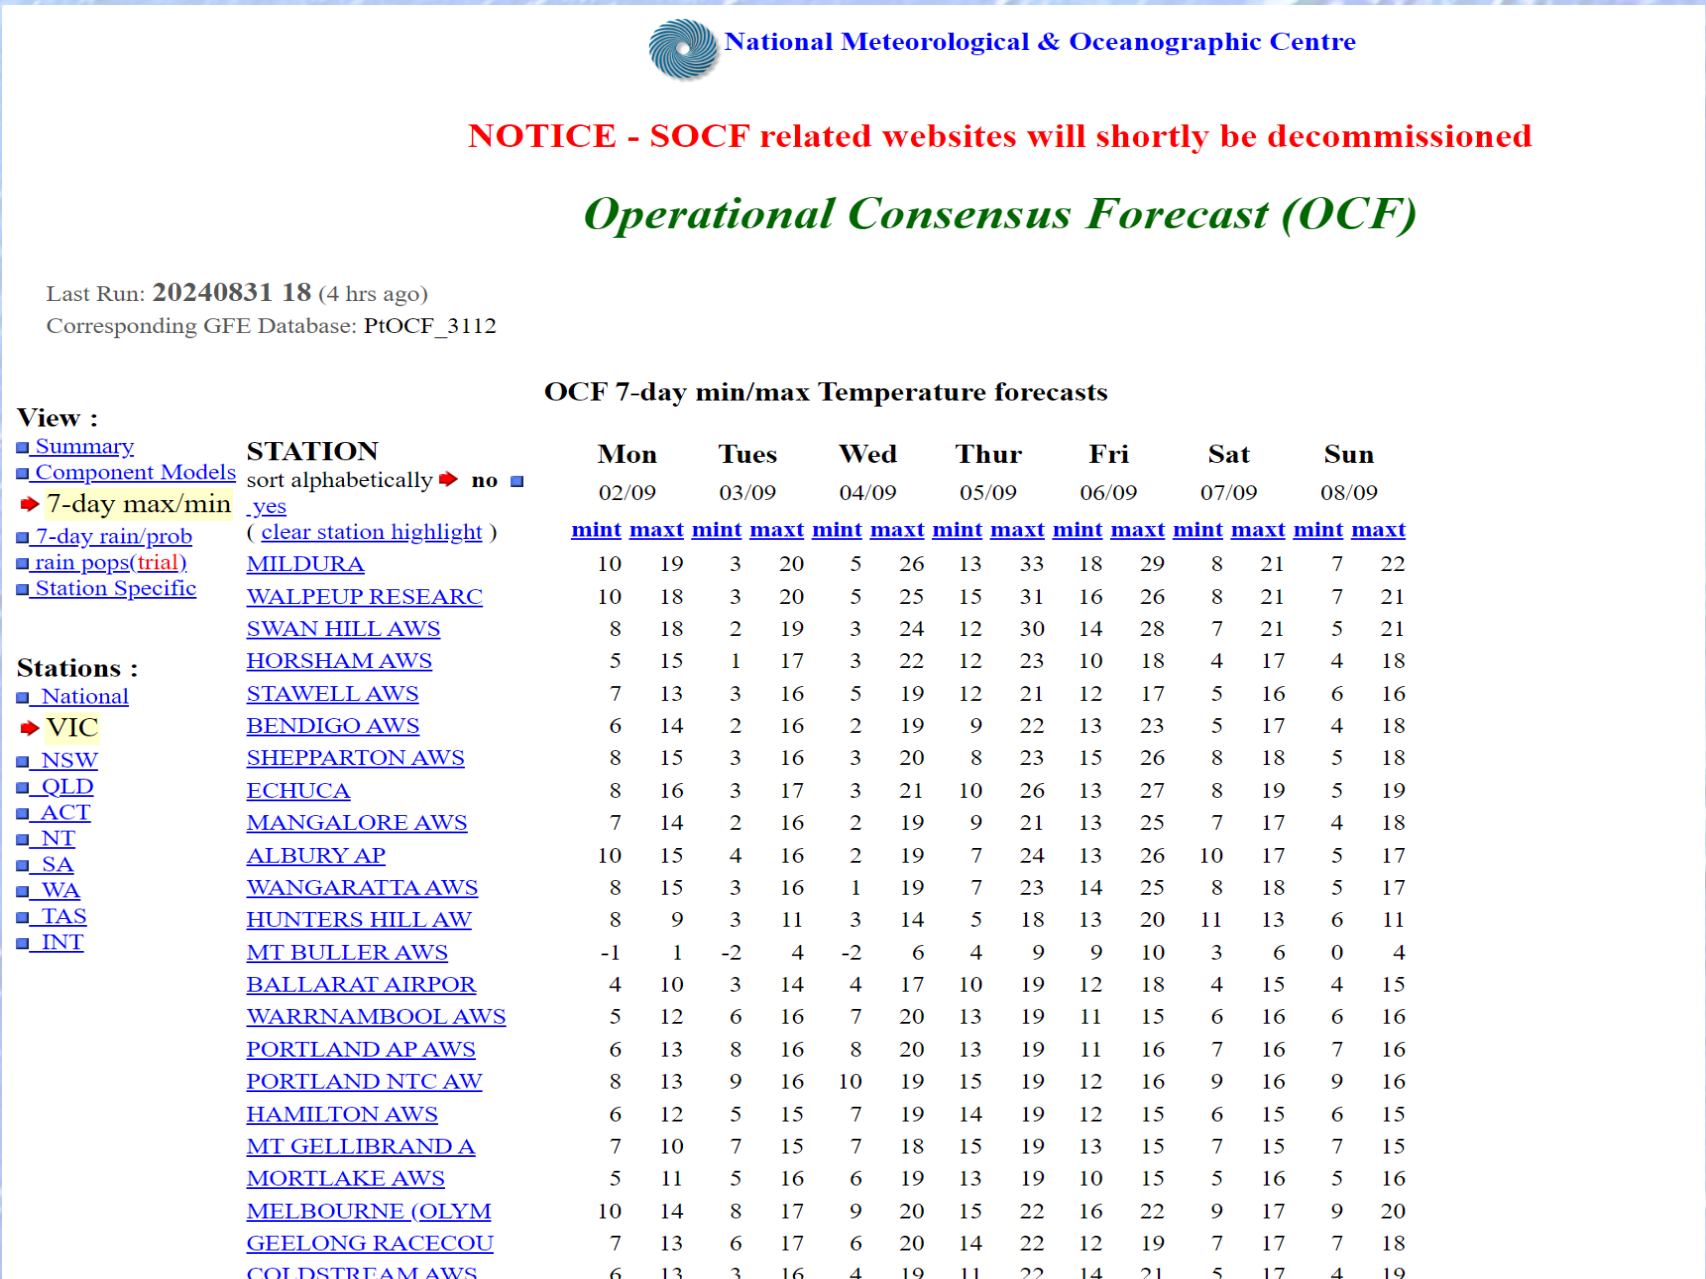 National Meteorological & Oceanographic Centre
NOTICE - SOCF related websites will shortly be decommissioned
Operational Consensus Forecast (OCF)
Last Run: 20240831 18 (4 hrs ago)
Corresponding GFE Database: PtOCF_3112
View :
Summary
Component Models
7-day max/min
7-day rain/prob
rain pops(trial)
Station Specific
Stations :
National
VIC
NSW
QLD
ACT
NT
SA
WA
TAS
INT
OCF 7-day min/max Temperature forecasts
STATION Mon Tues Wed Thur Fri Sat Sun
sort alphabetically no
yes
02/09 03/09 04/09 05/09 06/09 07/09 08/09
( clear station highlight ) mint maxt mint maxt mint maxt mint maxt mint maxt mint maxt mint maxt
MILDURA 10 19 3 20 5 26 13 33 18 29 8 21 7 22
WALPEUP RESEARC 10 18 3 20 5 25 15 31 16 26 8 21 7 21
SWAN HILL AWS 8 18 2 19 3 24 12 30 14 28 7 21 5 21
HORSHAM AWS 5 15 1 17 3 22 12 23 10 18 4 17 4 18
STAWELL AWS 7 13 3 16 5 19 12 21 12 17 5 16 6 16
BENDIGO AWS 6 14 2 16 2 19 9 22 13 23 5 17 4 18
SHEPPARTON AWS 8 15 3 16 3 20 8 23 15 26 8 18 5 18
ECHUCA 8 16 3 17 3 21 10 26 13 27 8 19 5 19
MANGALORE AWS 7 14 2 16 2 19 9 21 13 25 7 17 4 18
ALBURY AP 10 15 4 16 2 19 7 24 13 26 10 17 5 17
WANGARATTA AWS 8 15 3 16 1 19 7 23 14 25 8 18 5 17
HUNTERS HILL AW 8 9 3 11 3 14 5 18 13 20 11 13 6 11
MT BULLER AWS -1 1 -2 4 -2 6 4 9 9 10 3 6 0 4
BALLARAT AIRPOR 4 10 3 14 4 17 10 19 12 18 4 15 4 15
WARRNAMBOOL AWS 5 12 6 16 7 20 13 19 11 15 6 16 6 16
PORTLAND AP AWS 6 13 8 16 8 20 13 19 11 16 7 16 7 16
PORTLAND NTC AW 8 13 9 16 10 19 15 19 12 16 9 16 9 16
HAMILTON AWS 6 12 5 15 7 19 14 19 12 15 6 15 6 15
MT GELLIBRAND A 7 10 7 15 7 18 15 19 13 15 7 15 7 15
MORTLAKE AWS 5 11 5 16 6 19 13 19 10 15 5 16 5 16
MELBOURNE (OLYM 10 14 8 17 9 20 15 22 16 22 9 17 9 20
GEELONG RACECOU 7 13 6 17 6 20 14 22 12 19 7 17 7 18
COLDSTREAM AWS 6 13 3 16 4 19 11 22 14 21 5 17 4 19